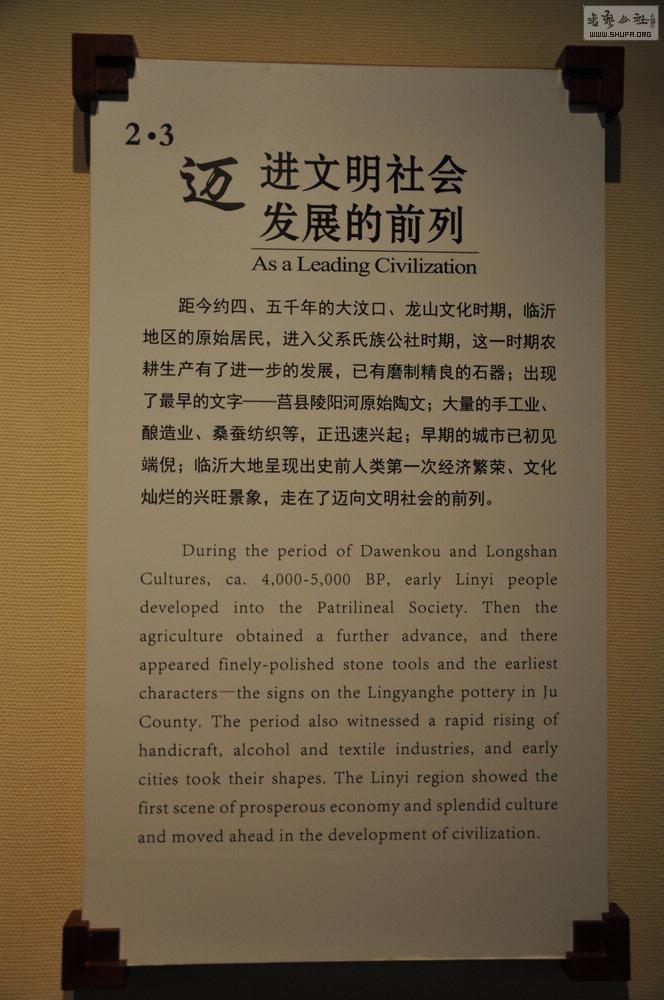 WWW.SHUFA.ORG
2·3
迈 进文明社会
发展的前列
As a Leading Civilization
距今约四、五千年的大汶口、龙山文化时期，临沂
地区的原始居民，进入父系氏族公社时期，这一时期农
耕生产有了进一步的发展，已有磨制精良的石器；出现
了最早的文字——莒县陵阳河原始陶文；大量的手工业、
酿造业、桑蚕纺织等，正迅速兴起；早期的城市已初见
端倪；临沂大地呈现出史前人类第一次经济繁荣、文化
灿烂的兴旺景象，走在了迈向文明社会的前列。
During the period of Dawenkou and Longshan
Cultures, ca. 4,000-5,000 BP, early Linyi people
developed into the Patrilineal Society. Then the
agriculture obtained a further advance, and there
appeared finely-polished stone tools and the earliest
characters—the signs on the Lingyanghe pottery in Ju
County. The period also witnessed a rapid rising of
handicraft, alcohol and textile industries, and early
cities took their shapes. The Linyi region showed the
first scene of prosperous economy and splendid culture
and moved ahead in the development of civilization.